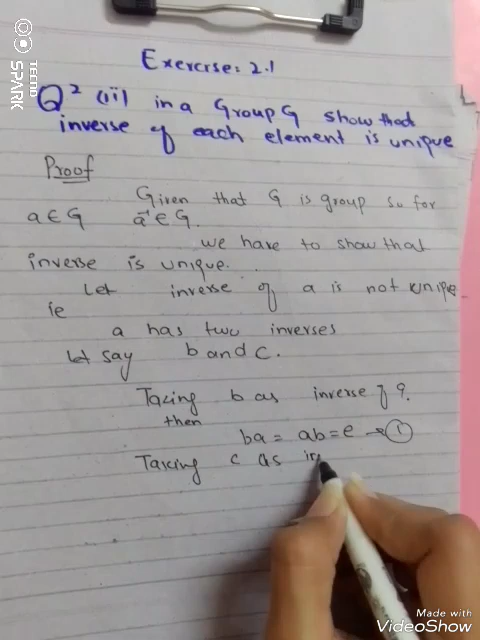 TECNO
SPARK
Exercise: 2.1
Q2 (ii) in a Group G show that
inverse of each element is unique
Proof
Given that G is group so for
a ∈ G a⁻¹ ∈ G.
we have to show that
inverse is unique.
Let inverse of a is not unique
ie
a has two inverses
Let say b and c.
Taking b as inverse of a.
then
ba = ab = e → ①
Taking c as in
Made with
VideoShow